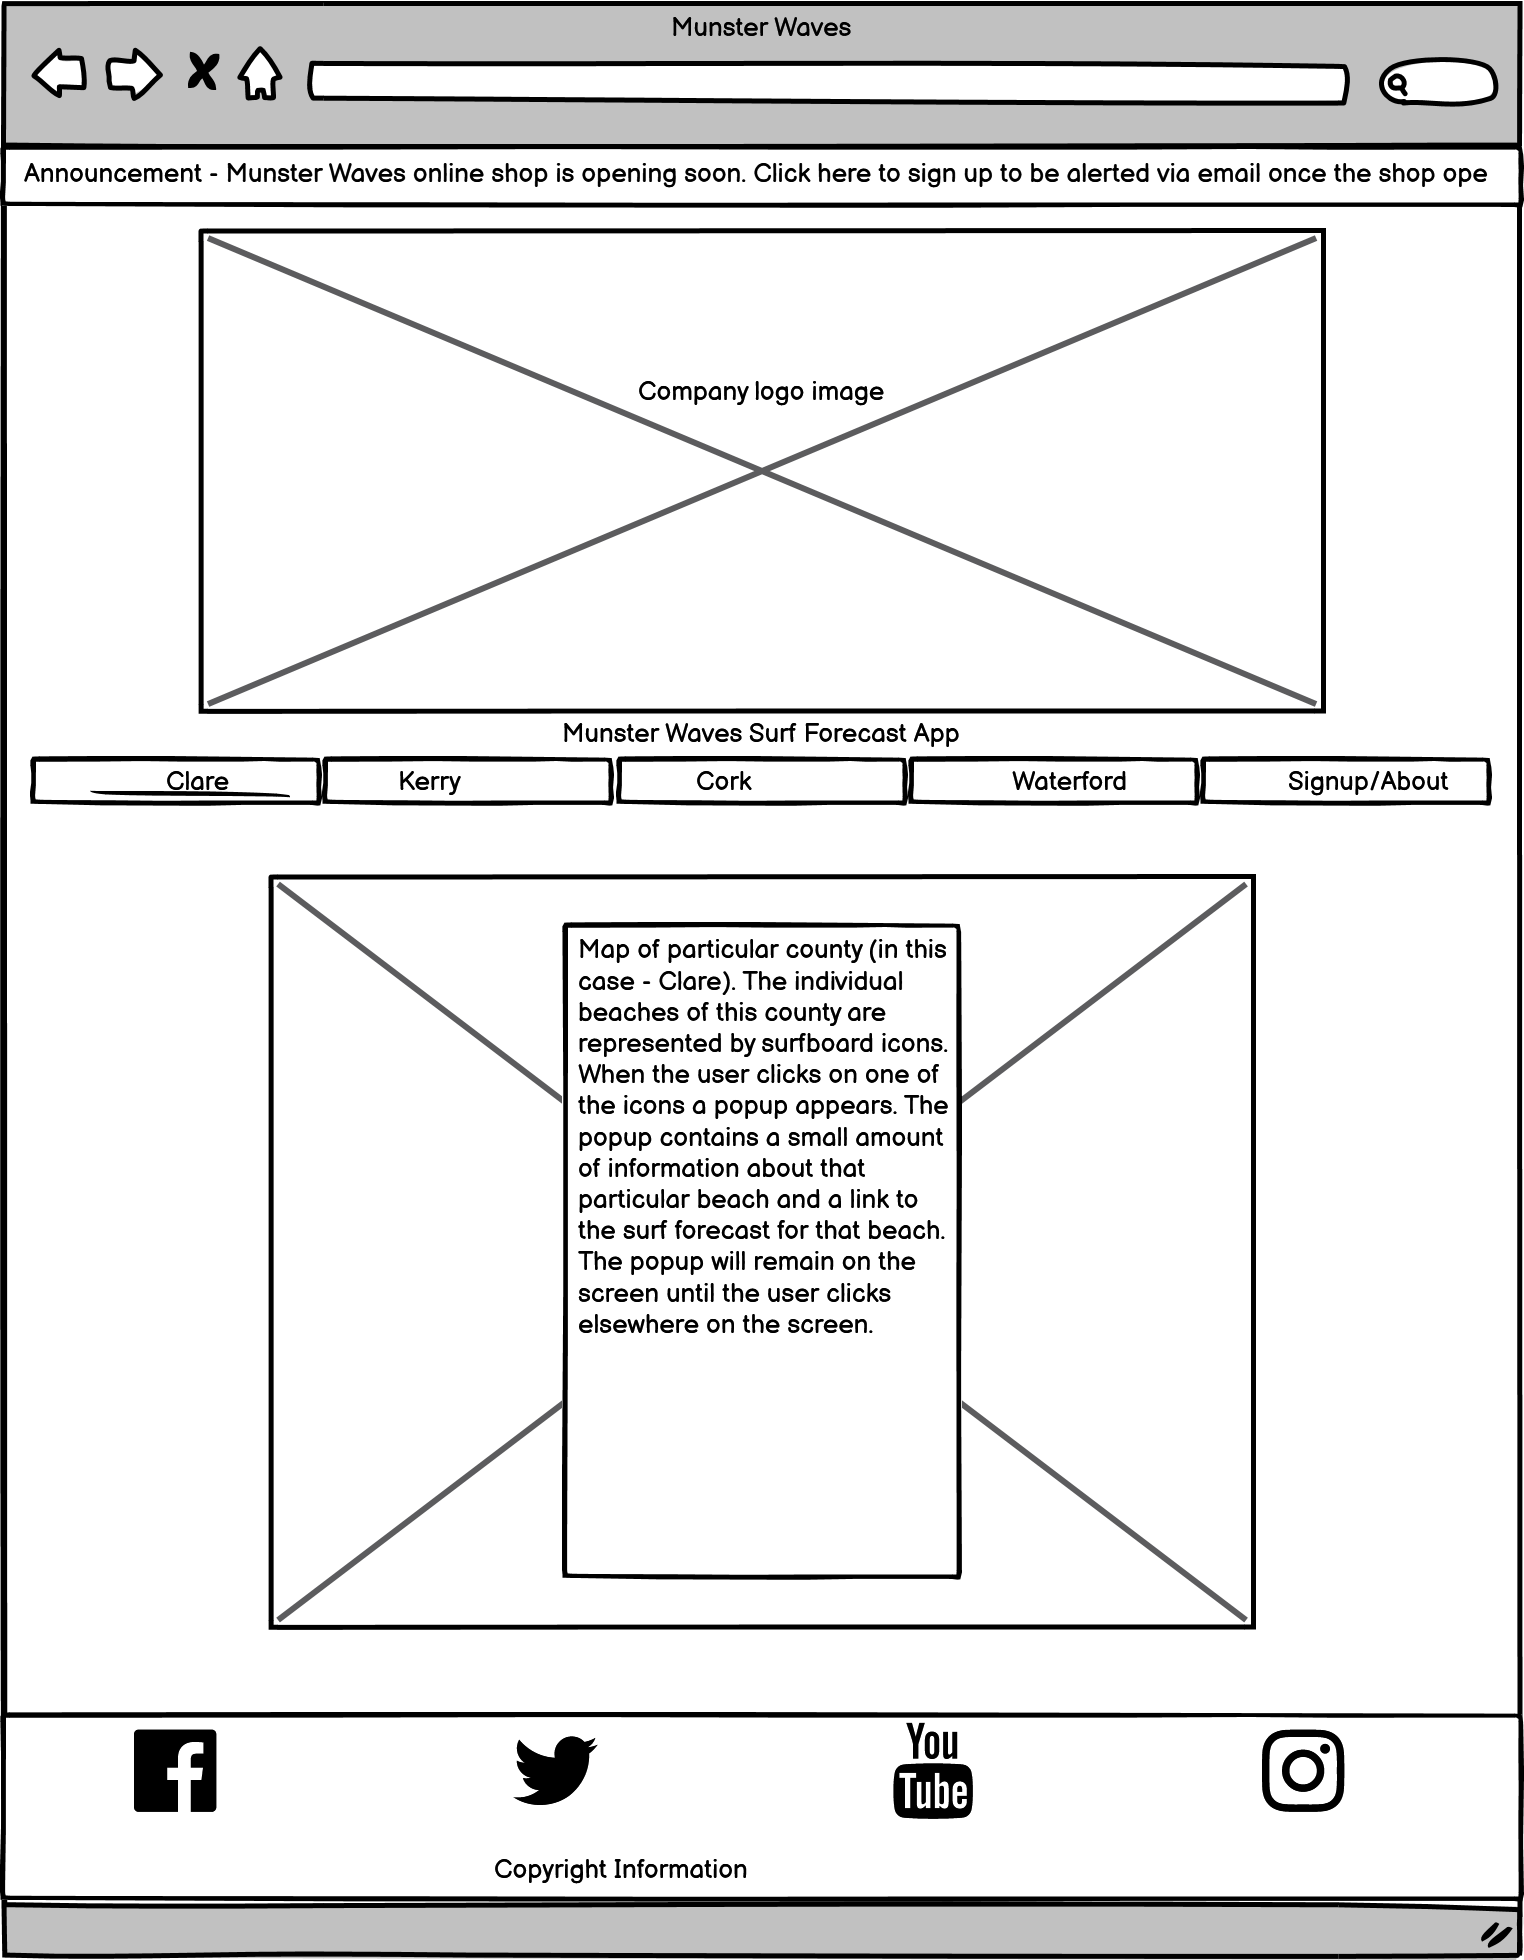 Munster Waves
Announcement - Munster Waves online shop is opening soon. Click here to sign up to be alerted via email once the shop ope
Company logo image
Munster Waves Surf Forecast App
Clare Kerry Cork Waterford Signup/About
Map of particular county (in this
case - Clare). The individual
beaches of this county are
represented by surfboard icons.
When the user clicks on one of
the icons a popup appears. The
popup contains a small amount
of information about that
particular beach and a link to
the surf forecast for that beach.
The popup will remain on the
screen until the user clicks
elsewhere on the screen.
f
You
Tube
Copyright Information